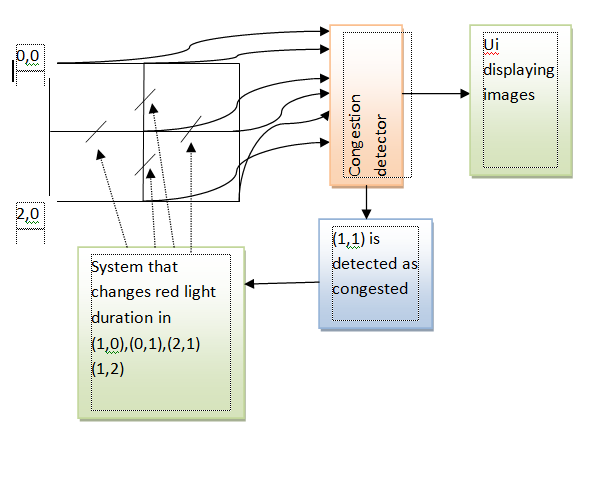 0,0
2,0
Congestion
detector
Ui
displaying
images
(1,1) is
detected as
congested
System that
changes red light
duration in
(1,0),(0,1),(2,1)
(1,2)